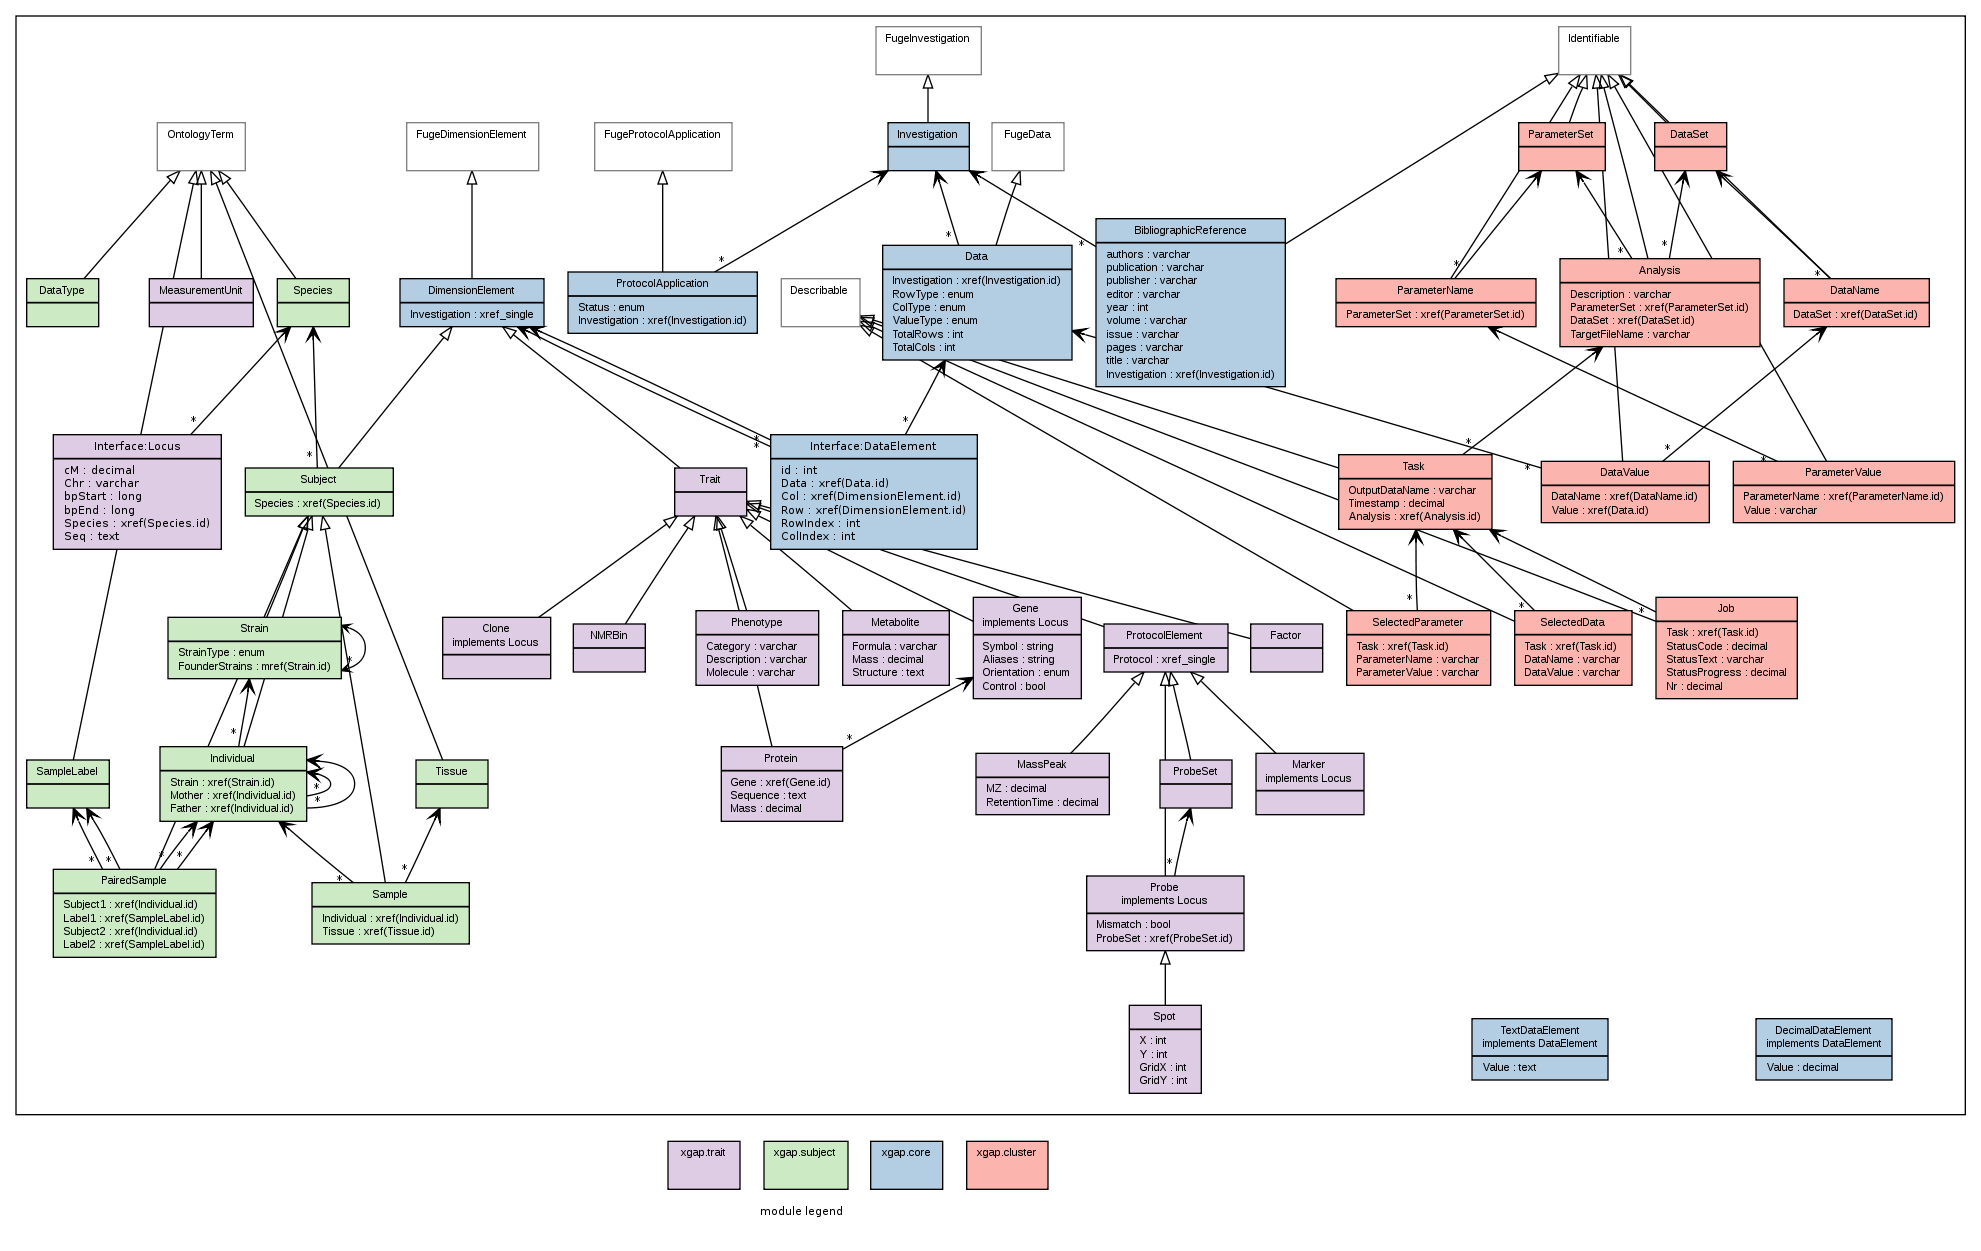 FugeInvestigation
Identifiable
OntologyTerm
FugeDimensionElement
FugeProtocolApplication
Investigation
FugeData
ParameterSet
DataSet
DataType
MeasurementUnit
Species
DimensionElement
Investigation : xref_single
ProtocolApplication
Status : enum
Investigation : xref(Investigation.id)
*
Describable
Data
Investigation : xref(Investigation.id)
RowType : enum
ColType : enum
ValueType : enum
TotalRows : int
TotalCols : int
*
BibliographicReference
authors : varchar
publication : varchar
publisher : varchar
editor : varchar
year : int
volume : varchar
issue : varchar
pages : varchar
title : varchar
Investigation : xref(Investigation.id)
*
ParameterName
ParameterSet : xref(ParameterSet.id)
*
Analysis
Description : varchar
ParameterSet : xref(ParameterSet.id)
DataSet : xref(DataSet.id)
TargetFileName : varchar
*
*
DataName
DataSet : xref(DataSet.id)
*
Interface:Locus
cM : decimal
Chr : varchar
bpStart : long
bpEnd : long
Species : xref(Species.id)
Seq : text
*
Subject
Species : xref(Species.id)
*
Trait
Interface:DataElement
id : int
Data : xref(Data.id)
Col : xref(DimensionElement.id)
Row : xref(DimensionElement.id)
RowIndex : int
ColIndex : int
*
*
*
Task
OutputDataName : varchar
Timestamp : decimal
Analysis : xref(Analysis.id)
*
DataValue
DataName : xref(DataName.id)
Value : xref(Data.id)
*
*
ParameterValue
ParameterName : xref(ParameterName.id)
Value : varchar
*
Strain
StrainType : enum
FounderStrains : mref(Strain.id)
*
Clone
implements Locus
NMRBin
Phenotype
Category : varchar
Description : varchar
Molecule : varchar
Metabolite
Formula : varchar
Mass : decimal
Structure : text
Gene
implements Locus
Symbol : string
Aliases : string
Orientation : enum
Control : bool
ProtocolElement
Protocol : xref_single
Factor
SelectedParameter
Task : xref(Task.id)
ParameterName : varchar
ParameterValue : varchar
*
SelectedData
Task : xref(Task.id)
DataName : varchar
DataValue : varchar
*
Job
Task : xref(Task.id)
StatusCode : decimal
StatusText : varchar
StatusProgress : decimal
Nr : decimal
*
SampleLabel
Individual
Strain : xref(Strain.id)
Mother : xref(Individual.id)
Father : xref(Individual.id)
*
*
*
Tissue
Protein
Gene : xref(Gene.id)
Sequence : text
Mass : decimal
*
MassPeak
MZ : decimal
RetentionTime : decimal
ProbeSet
Marker
implements Locus
PairedSample
Subject1 : xref(Individual.id)
Label1 : xref(SampleLabel.id)
Subject2 : xref(Individual.id)
Label2 : xref(SampleLabel.id)
*
*
*
*
Sample
Individual : xref(Individual.id)
Tissue : xref(Tissue.id)
*
*
Probe
implements Locus
Mismatch : bool
ProbeSet : xref(ProbeSet.id)
*
Spot
X : int
Y : int
GridX : int
GridY : int
TextDataElement
implements DataElement
Value : text
DecimalDataElement
implements DataElement
Value : decimal
xgap.trait
xgap.subject
xgap.core
xgap.cluster
module legend